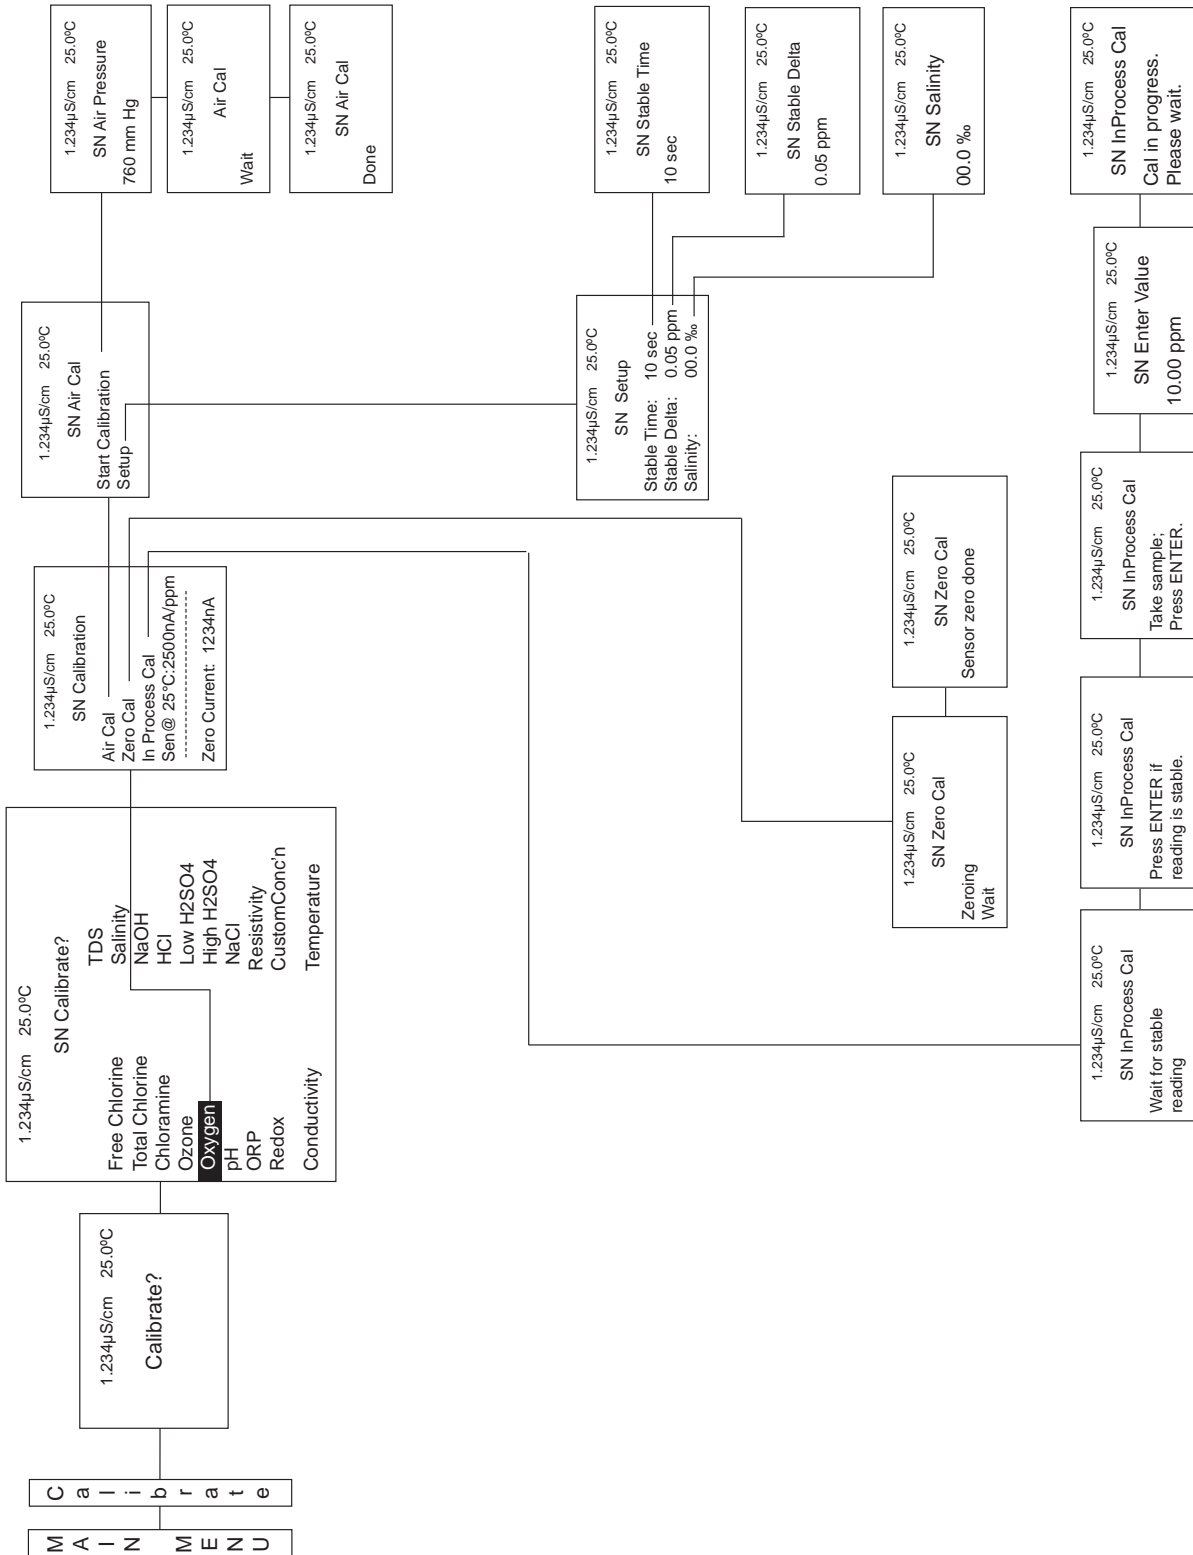 MAIN MENU
Calibrate
1.234µS/cm 25.0ºC
Calibrate?
1.234µS/cm 25.0ºC
SN Calibrate?
Free Chlorine TDS
Total Chlorine Salinity
Chloramine NaOH
Ozone HCl
Oxygen Low H2SO4
pH High H2SO4
ORP NaCl
Redox Resistivity
CustomConc'n
Conductivity Temperature
1.234µS/cm 25.0ºC
SN Calibration
Air Cal
Zero Cal
In Process Cal
Sen@ 25°C:2500nA/ppm
---------------------
Zero Current: 1234nA
1.234µS/cm 25.0ºC
SN Air Cal
Start Calibration
Setup
1.234µS/cm 25.0ºC
SN Air Pressure
760 mm Hg
1.234µS/cm 25.0ºC
Air Cal
Wait
1.234µS/cm 25.0ºC
SN Air Cal
Done
1.234µS/cm 25.0ºC
SN Setup
Stable Time: 10 sec
Stable Delta: 0.05 ppm
Salinity: 00.0 ‰
1.234µS/cm 25.0ºC
SN Stable Time
10 sec
1.234µS/cm 25.0ºC
SN Stable Delta
0.05 ppm
1.234µS/cm 25.0ºC
SN Salinity
00.0 ‰
1.234µS/cm 25.0ºC
SN Zero Cal
Zeroing
Wait
1.234µS/cm 25.0ºC
SN Zero Cal
Sensor zero done
1.234µS/cm 25.0ºC
SN InProcess Cal
Wait for stable
reading
1.234µS/cm 25.0ºC
SN InProcess Cal
Press ENTER if
reading is stable.
1.234µS/cm 25.0ºC
SN InProcess Cal
Take sample;
Press ENTER.
1.234µS/cm 25.0ºC
SN Enter Value
10.00 ppm
1.234µS/cm 25.0ºC
SN InProcess Cal
Cal in progress.
Please wait.